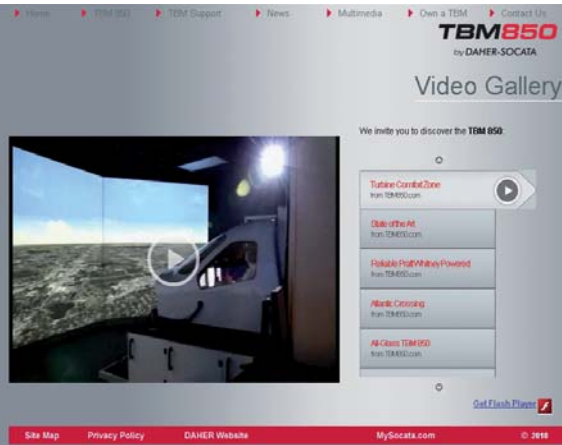 Home TBM 850 TBM Support News Multimedia Own a TBM Contact Us
TBM850
by DAHER-SOCATA
Video Gallery
We invite you to discover the TBM 850:
Turbine Comfort Zone
from TBM850.com
State of the Art
from TBM850.com
Reliable Pratt Whitney Powered
from TBM850.com
Atlantic Crossing
from TBM850.com
All-Glass TBM 850
from TBM850.com
Get Flash Player
Site Map Privacy Policy DAHER Website MySocata.com © 2010